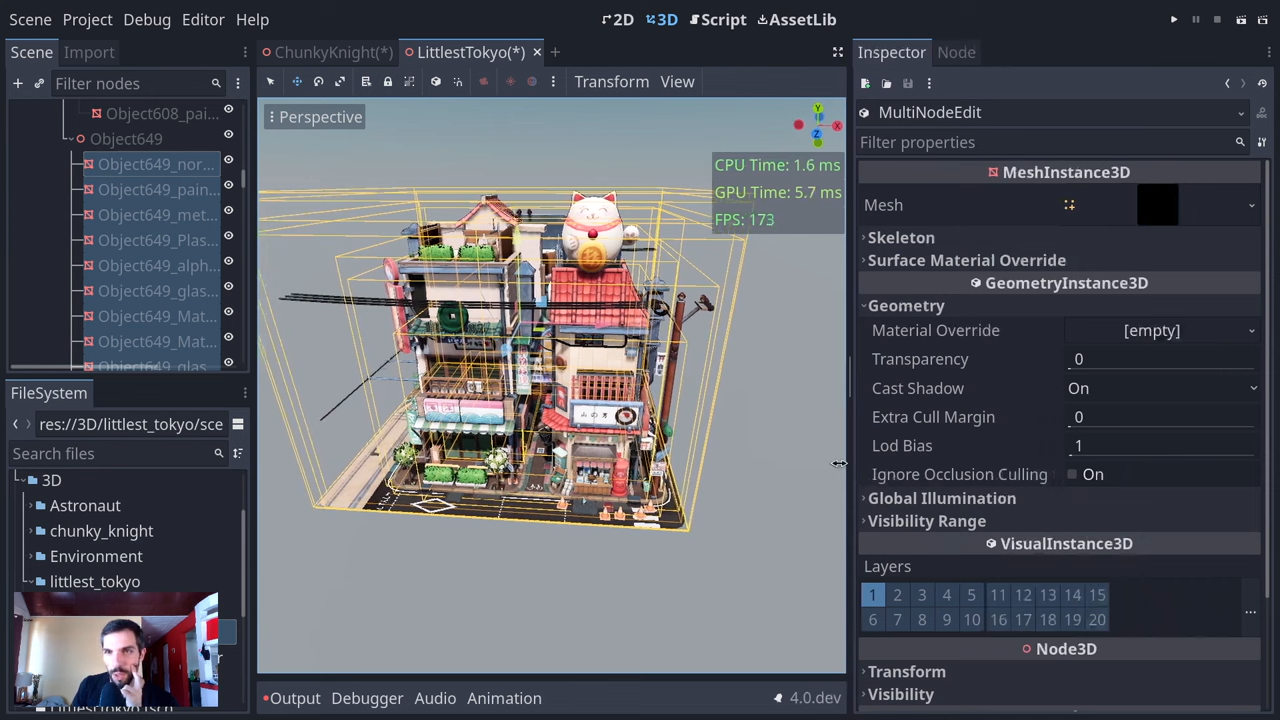 Scene Project Debug Editor Help
2D 3D Script AssetLib
Scene Import
Filter nodes
Object608_pai...
Object649
Object649_nor...
Object649_pain...
Object649_met...
Object649_Plas...
Object649_alph...
Object649_glas...
Object649_Mat...
Object649_Mat...
Object649_glas...
FileSystem
res://3D/littlest_tokyo/sce
Search files
3D
Astronaut
chunky_knight
Environment
littlest_tokyo
ChunkyKnight(*)
LittlestTokyo(*)
Transform View
Perspective
Y
X
Z
CPU Time: 1.6 ms
GPU Time: 5.7 ms
FPS: 173
Output Debugger Audio Animation
4.0.dev
Inspector Node
MultiNodeEdit
Filter properties
MeshInstance3D
Mesh
Skeleton
Surface Material Override
GeometryInstance3D
Geometry
Material Override [empty]
Transparency 0
Cast Shadow On
Extra Cull Margin 0
Lod Bias 1
Ignore Occlusion Culling On
Global Illumination
Visibility Range
VisualInstance3D
Layers
1 2 3 4 5 11 12 13 14 15
6 7 8 9 10 16 17 18 19 20
...
Node3D
Transform
Visibility